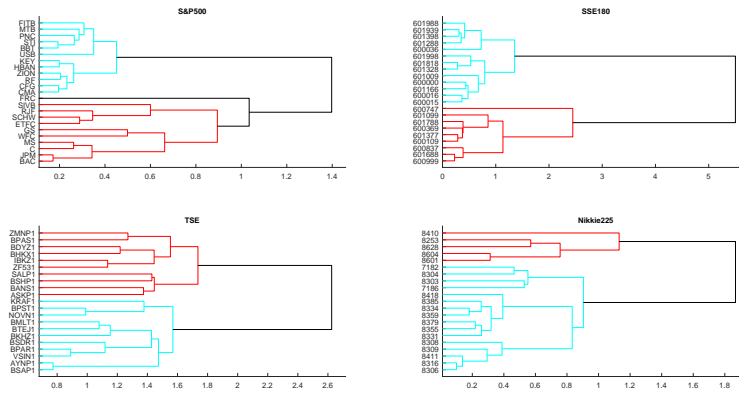 S&P500
FITB
MTB
PNC
STI
BBT
USB
KEY
HBAN
ZION
RF
CFG
CMA
FRC
SIVB
RJF
SCHW
ETFC
GS
WFC
MS
C
JPM
BAC
0.2 0.4 0.6 0.8 1 1.2 1.4
SSE180
601988
601939
601398
601288
600036
601998
601818
601328
601009
600000
601166
600016
600015
600747
601099
601788
600369
601377
600109
600837
601688
600999
0 1 2 3 4 5
TSE
ZMNP1
BPAS1
BDYZ1
BHKX1
IBKZ1
ZF531
SALP1
BSHP1
BANS1
ASKP1
KRAF1
BPST1
NOVN1
BMLT1
BTEJ1
BKHZ1
BSDR1
BPAR1
VSIN1
AYNP1
BSAP1
0.8 1 1.2 1.4 1.6 1.8 2 2.2 2.4 2.6
Nikkie225
8410
8253
8628
8604
8601
7182
8304
8303
7186
8418
8385
8334
8359
8379
8355
8331
8308
8309
8411
8316
8306
0.2 0.4 0.6 0.8 1 1.2 1.4 1.6 1.8